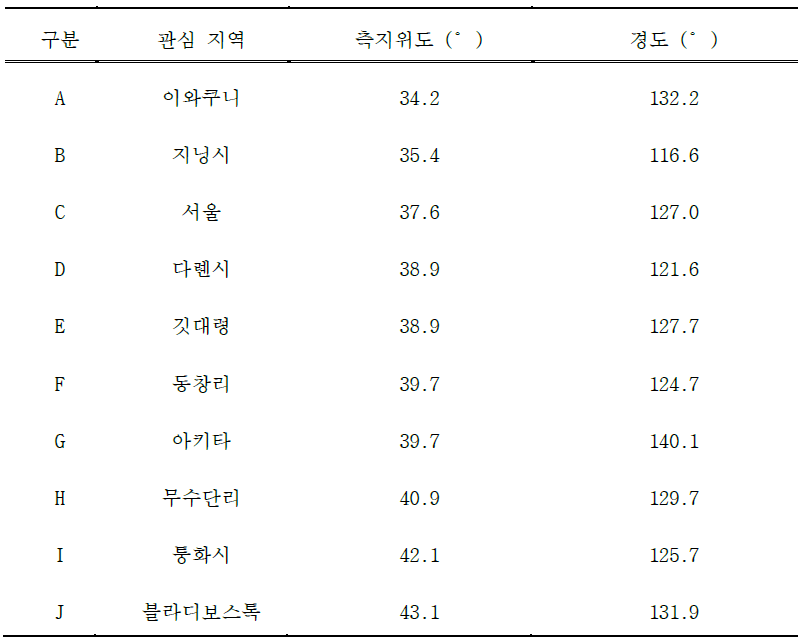 구분 관심 지역 측지위도 (˚ ) 경도 (˚ )
A 이와쿠니 34.2 132.2
B 지닝시 35.4 116.6
C 서울 37.6 127.0
D 다롄시 38.9 121.6
E 깃대령 38.9 127.7
F 동창리 39.7 124.7
G 아키타 39.7 140.1
H 무수단리 40.9 129.7
I 퉁화시 42.1 125.7
J 블라디보스톡 43.1 131.9